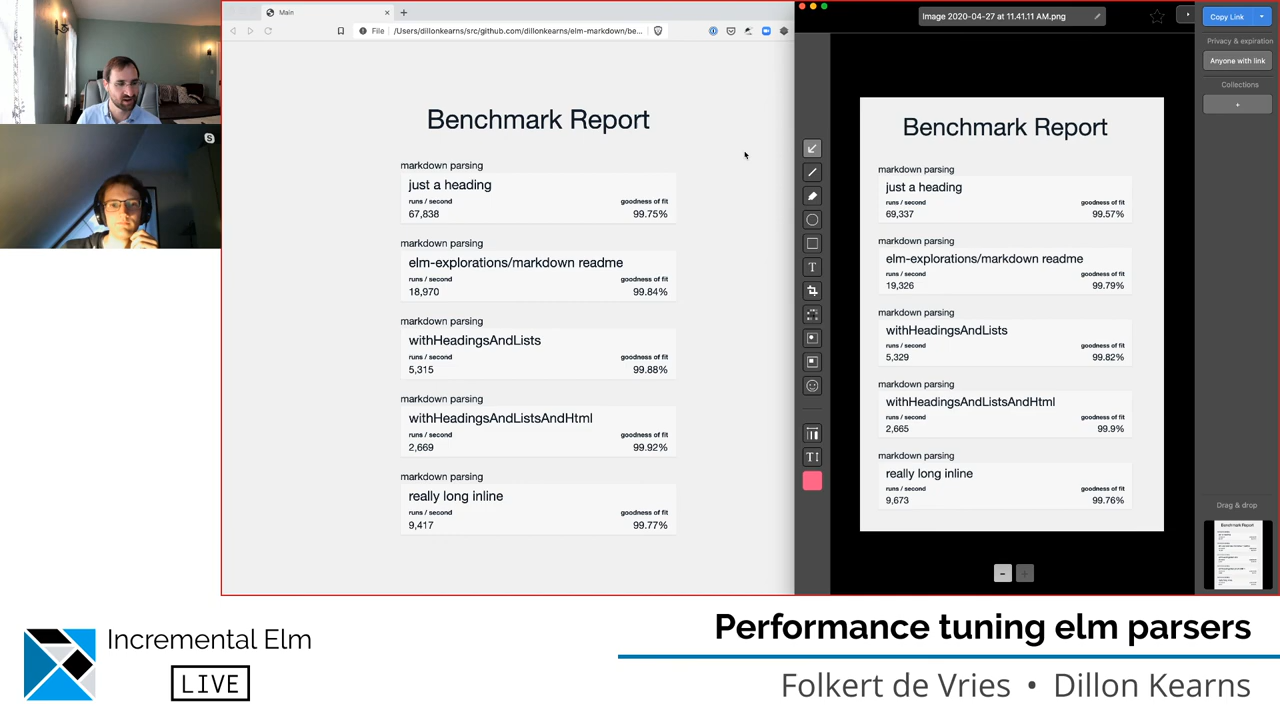 Main
File
/Users/dillonkearns/src/github.com/dillonkearns/elm-markdown/be...
Benchmark Report
markdown parsing
just a heading
runs / second
goodness of fit
67,838
99.75%
markdown parsing
elm-explorations/markdown readme
runs / second
goodness of fit
18,970
99.84%
markdown parsing
withHeadingsAndLists
runs / second
goodness of fit
5,315
99.88%
markdown parsing
withHeadingsAndListsAndHtml
runs / second
goodness of fit
2,669
99.92%
markdown parsing
really long inline
runs / second
goodness of fit
9,417
99.77%
Image 2020-04-27 at 11.41.11 AM.png
Benchmark Report
markdown parsing
just a heading
runs / second
goodness of fit
69,337
99.57%
markdown parsing
elm-explorations/markdown readme
runs / second
goodness of fit
19,326
99.79%
markdown parsing
withHeadingsAndLists
runs / second
goodness of fit
5,329
99.82%
markdown parsing
withHeadingsAndListsAndHtml
runs / second
goodness of fit
2,665
99.9%
markdown parsing
really long inline
runs / second
goodness of fit
9,673
99.76%
Copy Link
Privacy & expiration
Anyone with link
Collections
Drag & drop
Benchmark Report
Incremental Elm
LIVE
Performance tuning elm parsers
Folkert de Vries • Dillon Kearns